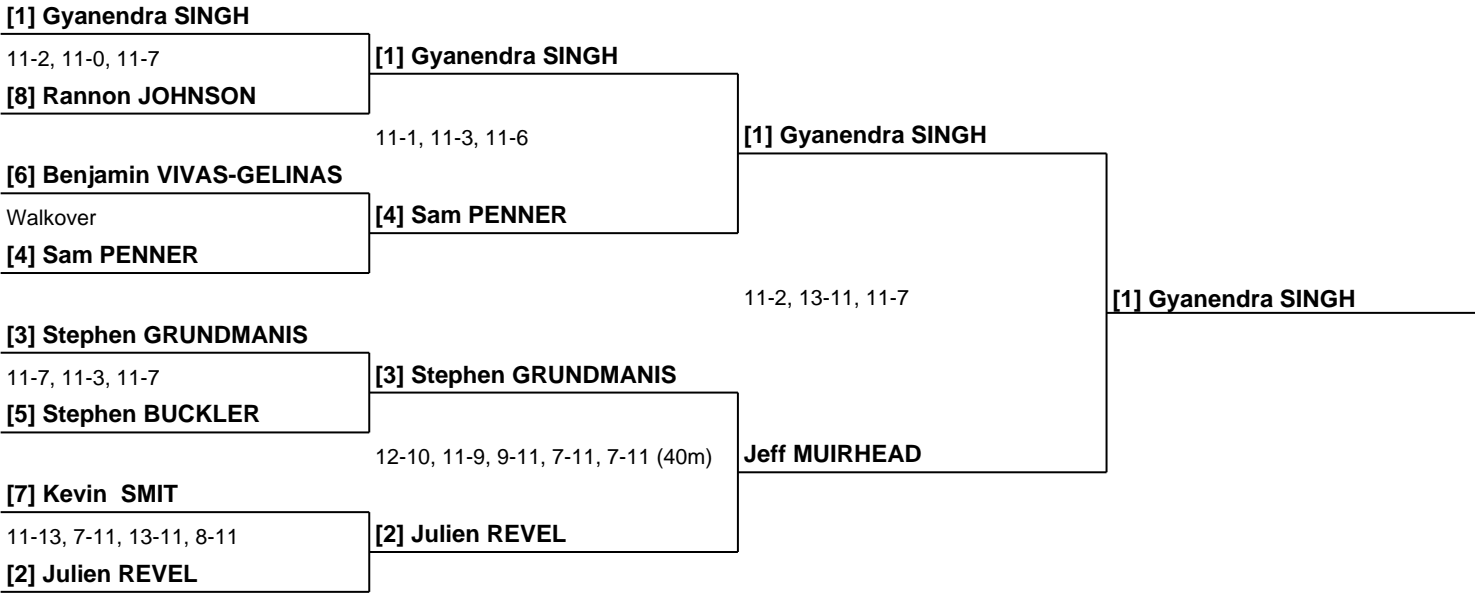 [1] Gyanendra SINGH
11-2, 11-0, 11-7
[8] Rannon JOHNSON
[6] Benjamin VIVAS-GELINAS
Walkover
[4] Sam PENNER
[3] Stephen GRUNDMANIS
11-7, 11-3, 11-7
[5] Stephen BUCKLER
[7] Kevin  SMIT
11-13, 7-11, 13-11, 8-11
[2] Julien REVEL
[1] Gyanendra SINGH
11-1, 11-3, 11-6
[4] Sam PENNER
[3] Stephen GRUNDMANIS
12-10, 11-9, 9-11, 7-11, 7-11 (40m)
[2] Julien REVEL
[1] Gyanendra SINGH
11-2, 13-11, 11-7
Jeff MUIRHEAD
[1] Gyanendra SINGH